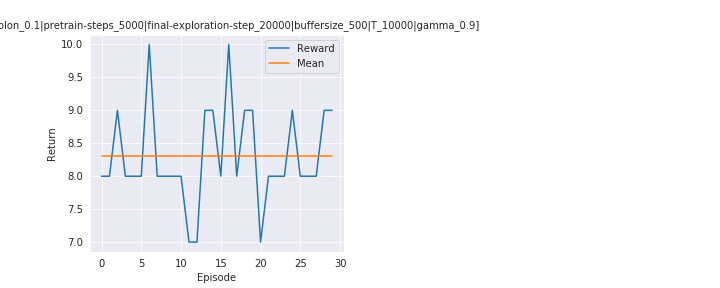 olon_0.1|pretrain-steps_5000|final-exploration-step_20000|buffersize_500|T_10000|gamma_0.9]
Reward
Mean
10.0
9.5
9.0
8.5
8.0
7.5
7.0
Return
0 5 10 15 20 25 30
Episode